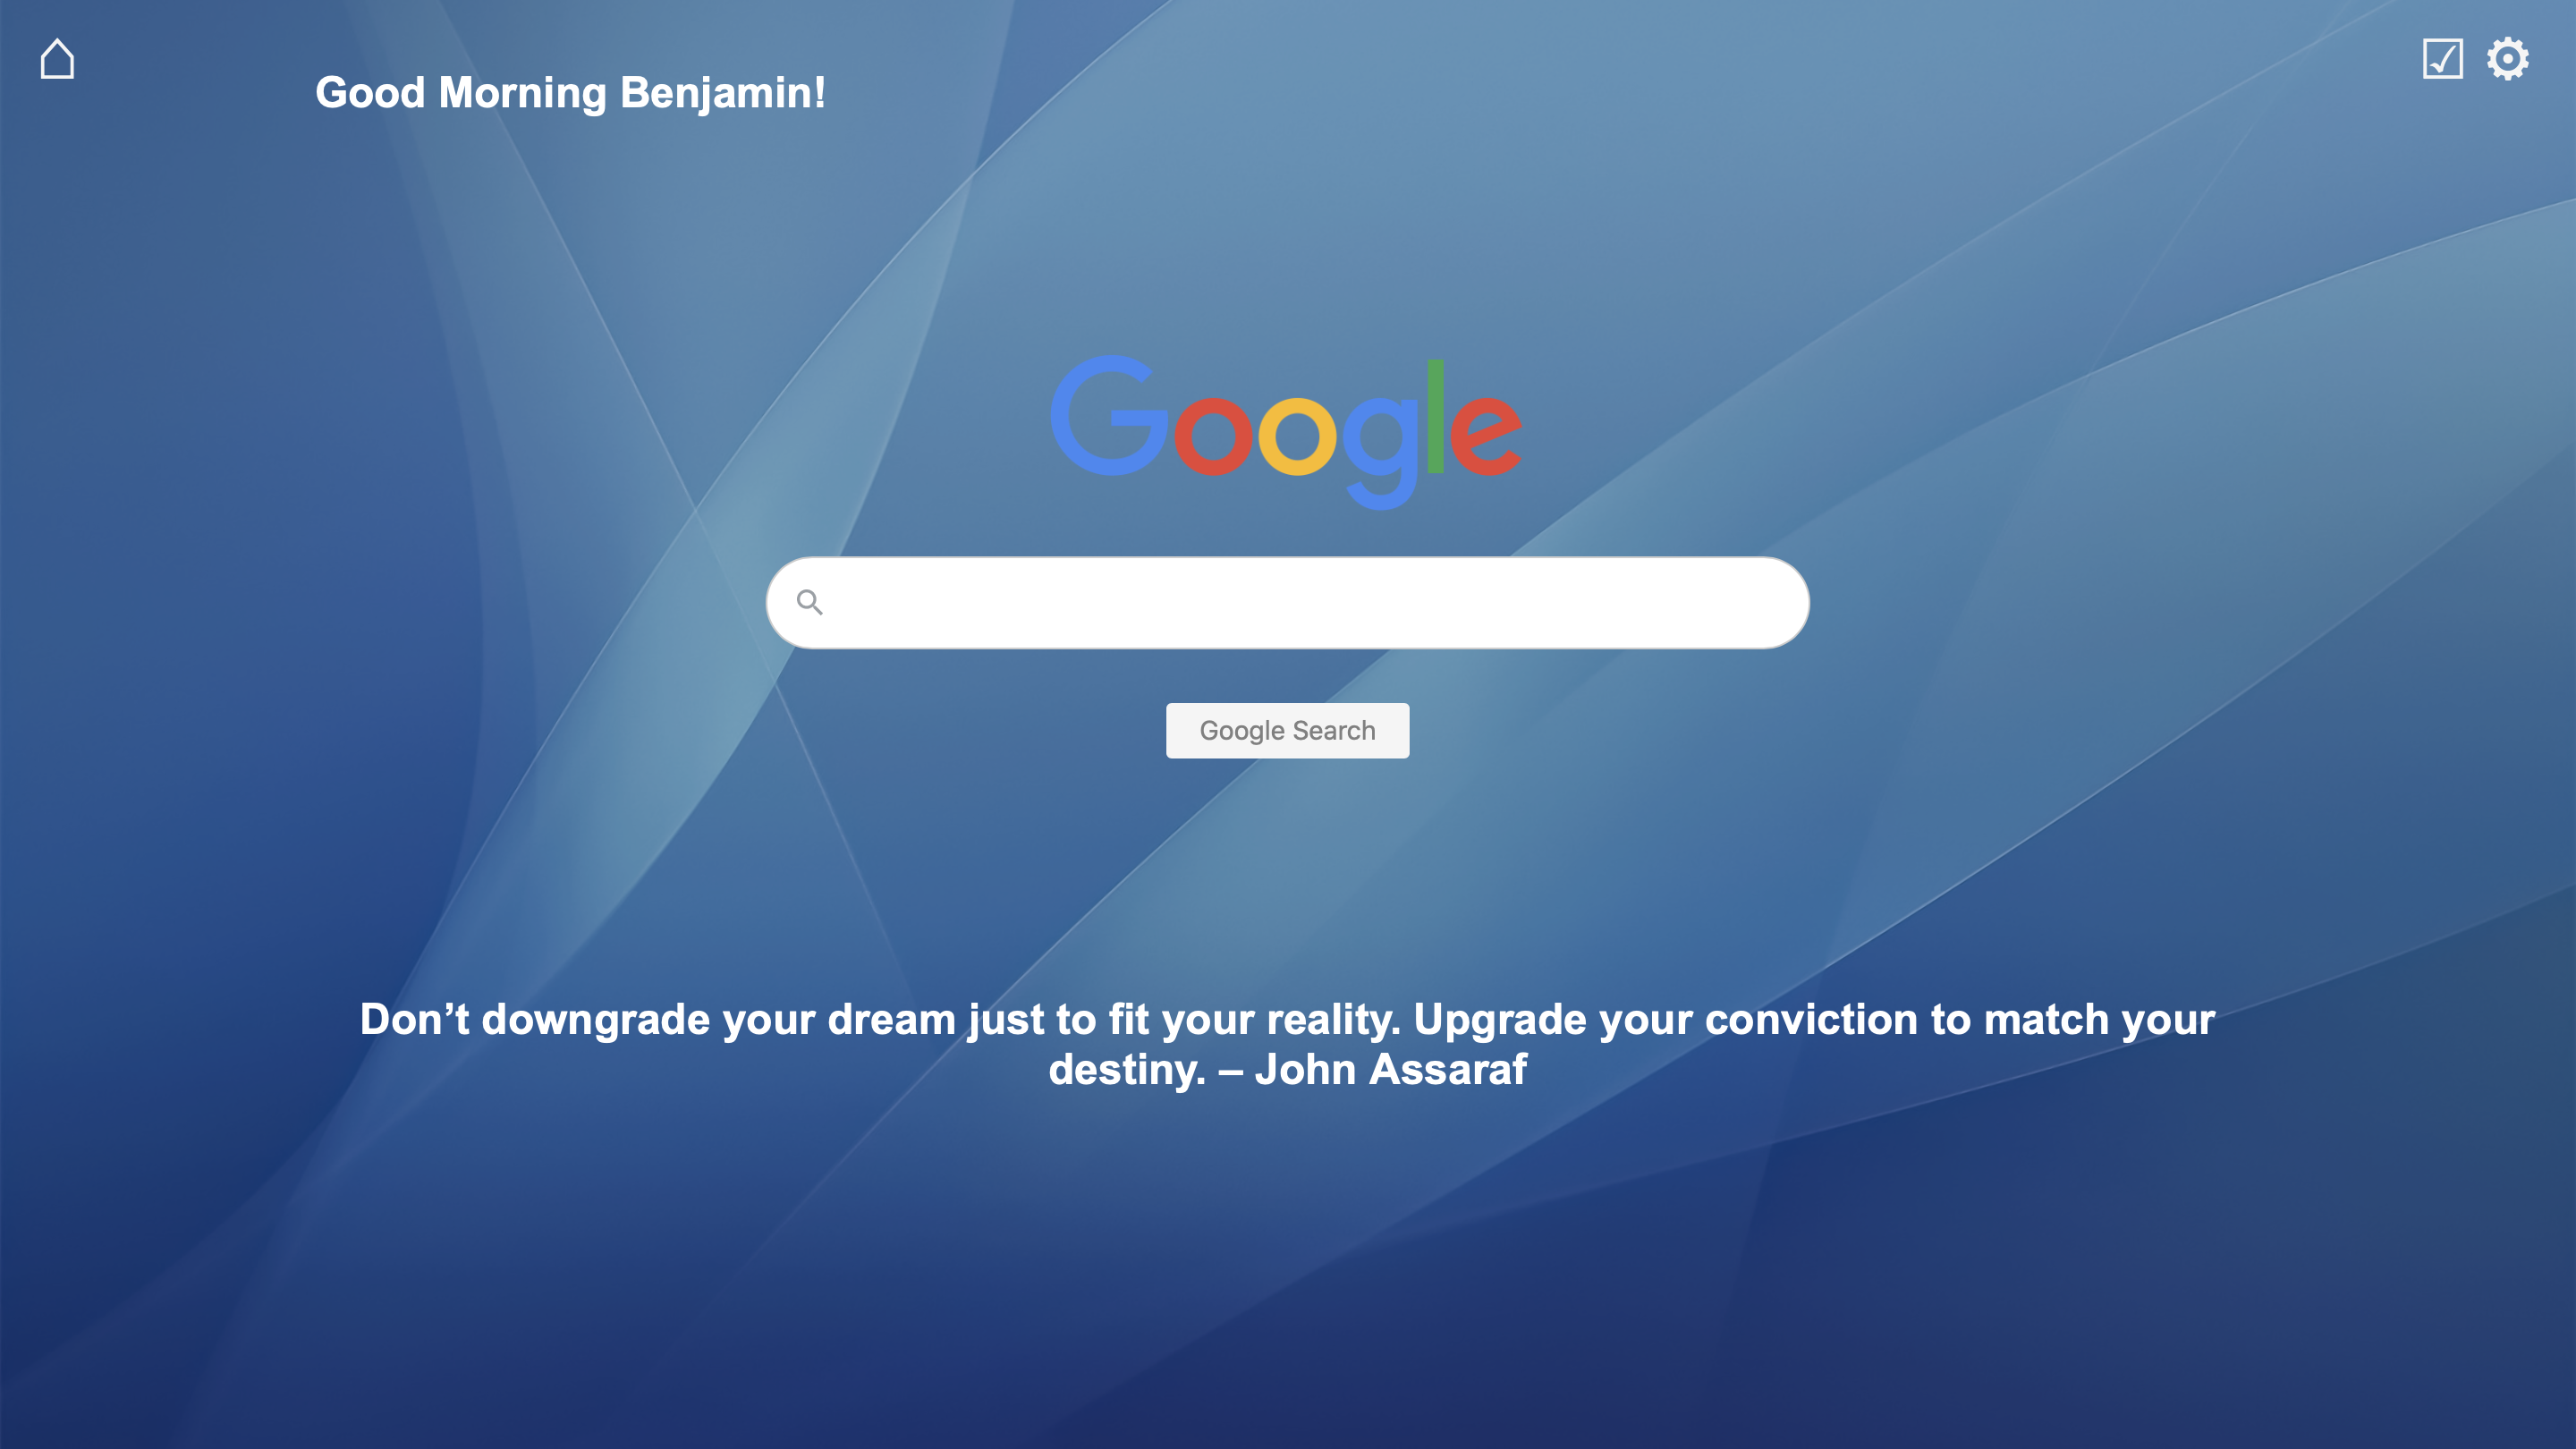 Good Morning Benjamin!
Google
Google Search
Don’t downgrade your dream just to fit your reality. Upgrade your conviction to match your
destiny. – John Assaraf